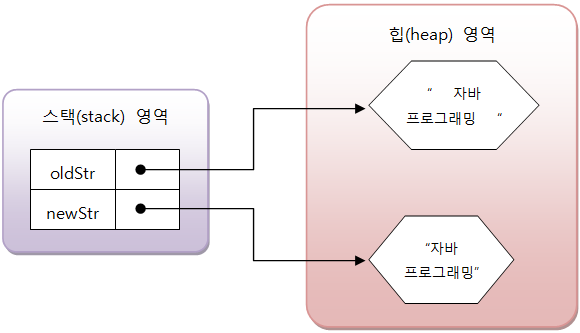 힙(heap) 영역
“ 자바
프로그래밍 “
스택(stack) 영역
oldStr
newStr
“자바
프로그래밍”